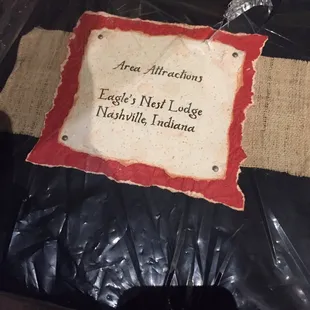 Area Attractions
Eagle's Nest Lodge
Nashville, Indiana